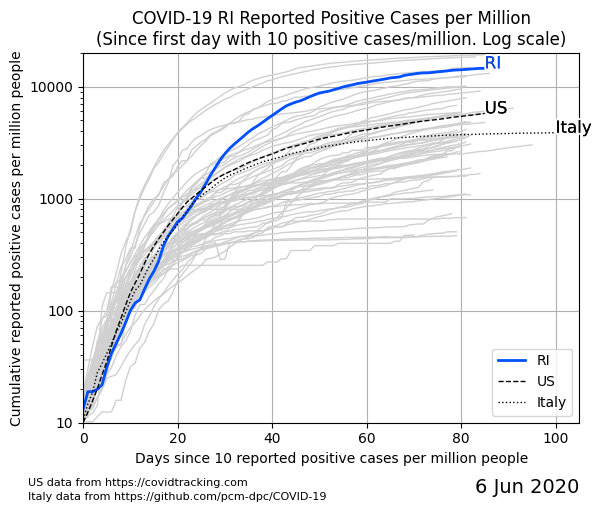 COVID-19 RI Reported Positive Cases per Million
(Since first day with 10 positive cases/million. Log scale)
Cumulative reported positive cases per million people
10000
1000
100
10
RI
US
Italy
RI
US
Italy
0
20
40
60
80
100
Days since 10 reported positive cases per million people
US data from https://covidtracking.com
Italy data from https://github.com/pcm-dpc/COVID-19
6 Jun 2020